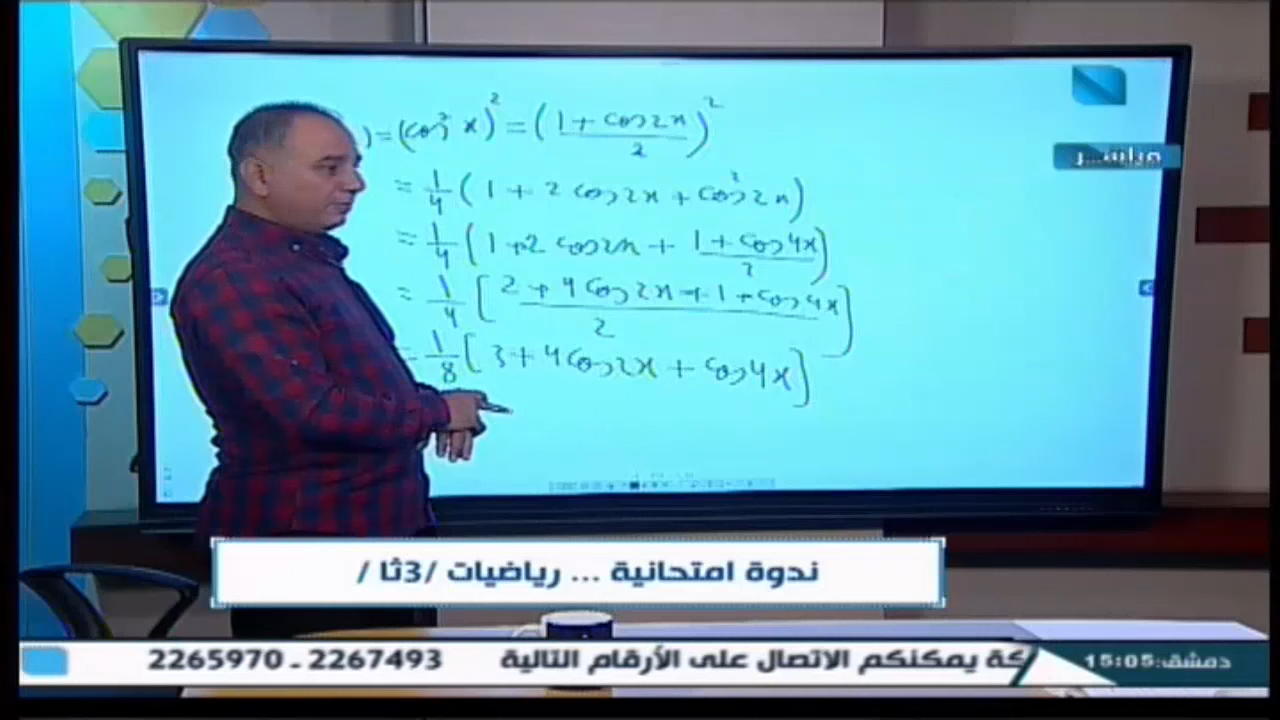 ) = (cos² x)² = ((1 + cos 2x)/2)²
مباشر
= 1/4 ( 1 + 2 cos 2x + cos² 2x )
= 1/4 ( 1 + 2 cos 2x + (1 + cos 4x)/2 )
= 1/4 [ (2 + 4 cos 2x + 1 + cos 4x)/2 ]
= 1/8 [ 3 + 4 cos 2x + cos 4x ]
ندوة امتحانية ... رياضيات /3ثا /
دمشق:15:05
كة يمكنكم الاتصال على الأرقام التالية 2267493 - 2265970